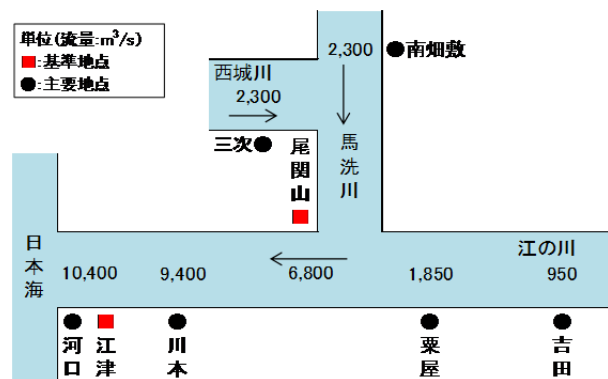 単位(流量:m³/s)
■:基準地点
●:主要地点
2,300
●南畑敷
西城川
2,300
三次●
尾関山
馬洗川
日本海
江の川
10,400
9,400
6,800
1,850
950
河口
江津
川本
粟屋
吉田